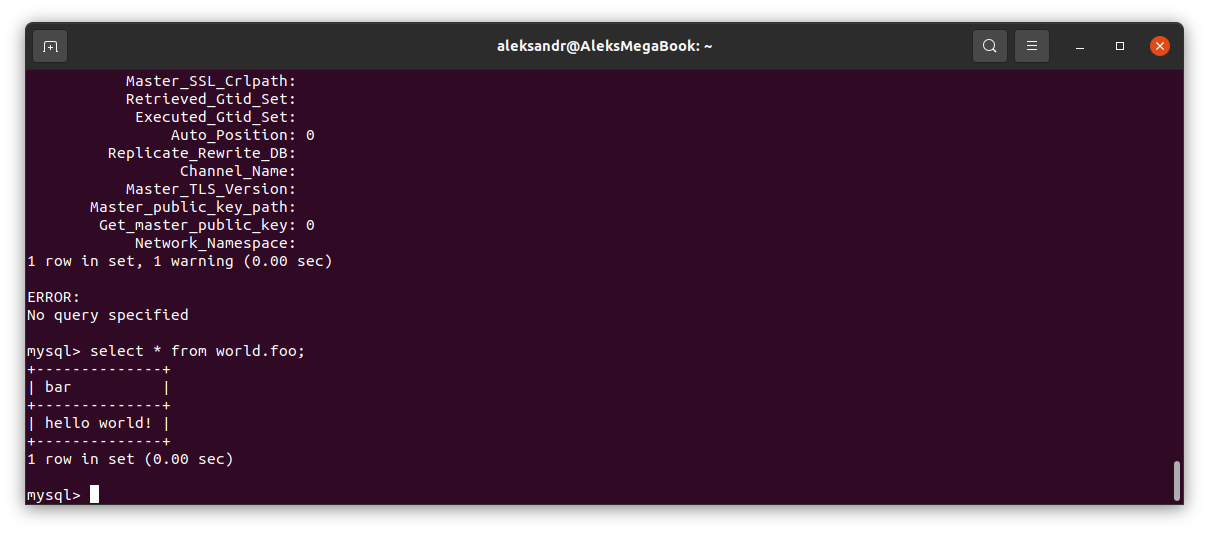 aleksandr@AleksMegaBook: ~
Master_SSL_Crlpath:
Retrieved_Gtid_Set:
Executed_Gtid_Set:
Auto_Position: 0
Replicate_Rewrite_DB:
Channel_Name:
Master_TLS_Version:
Master_public_key_path:
Get_master_public_key: 0
Network_Namespace:
1 row in set, 1 warning (0.00 sec)
ERROR:
No query specified
mysql> select * from world.foo;
+--------------+
| bar          |
+--------------+
| hello world! |
+--------------+
1 row in set (0.00 sec)
mysql>